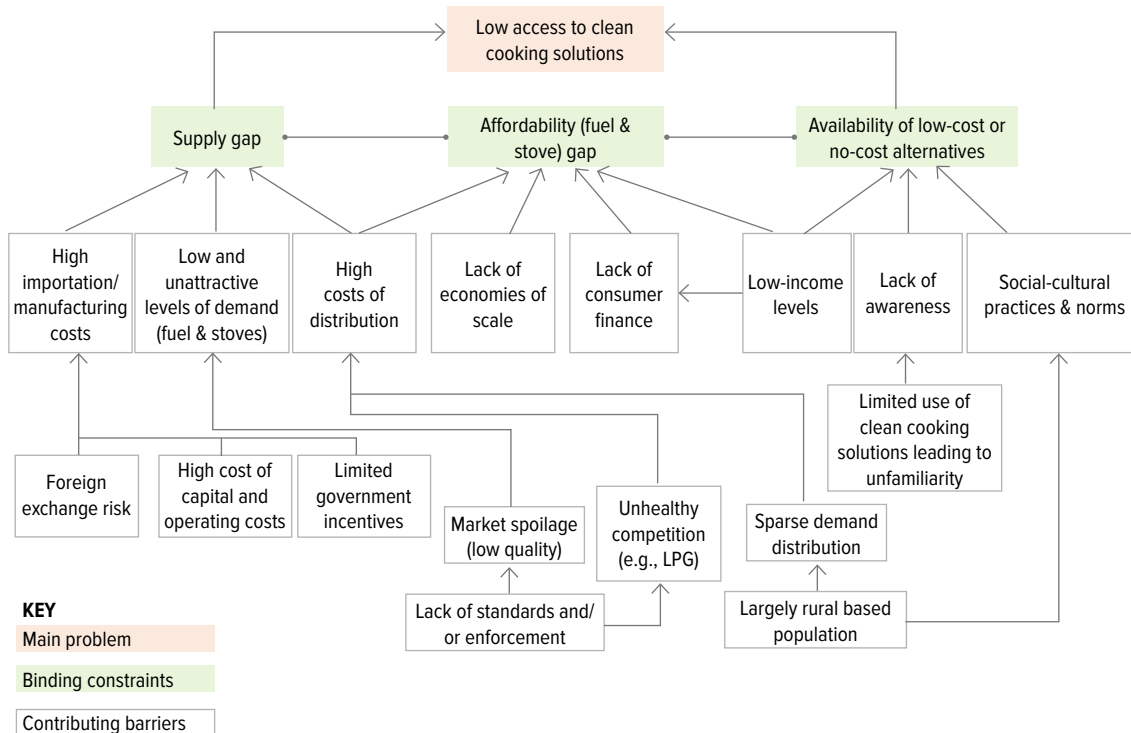 Low access to clean
cooking solutions
Supply gap
Affordability (fuel &
stove) gap
Availability of low-cost or
no-cost alternatives
High
importation/
manufacturing
costs
Low and
unattractive
levels of demand
(fuel & stoves)
High
costs of
distribution
Lack of
economies of
scale
Lack of
consumer
finance
Low-income
levels
Lack of
awareness
Social-cultural
practices & norms
Limited use of
clean cooking
solutions leading to
unfamiliarity
Foreign
exchange risk
High cost of
capital and
operating costs
Limited
government
incentives
Market spoilage
(low quality)
Unhealthy
competition
(e.g., LPG)
Sparse demand
distribution
Lack of standards and/
or enforcement
Largely rural based
population
KEY
Main problem
Binding constraints
Contributing barriers